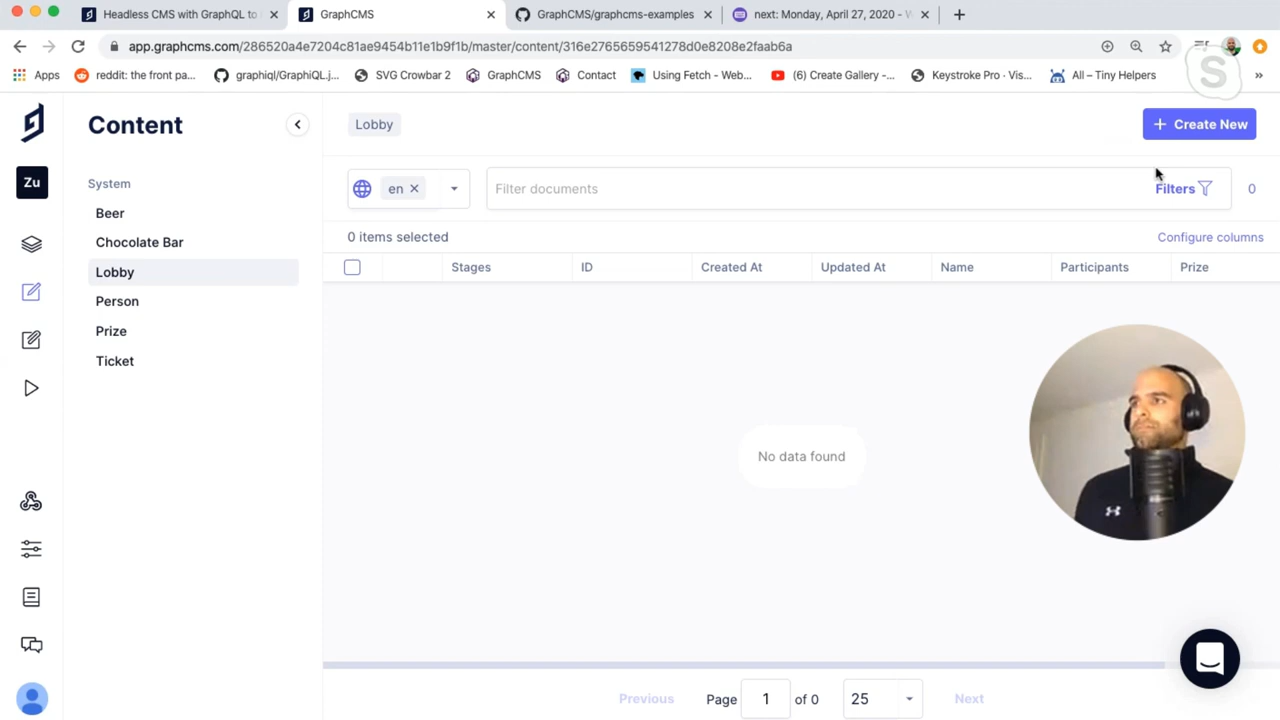 Headless CMS with GraphQL to
GraphCMS
GraphCMS/graphcms-examples
next: Monday, April 27, 2020 -
app.graphcms.com/286520a4e7204c81ae9454b11e1b9f1b/master/content/316e2765659541278d0e8208e2faab6a
Apps
reddit: the front pa...
graphiql/GraphiQL.j...
SVG Crowbar 2
GraphCMS
Contact
Using Fetch - Web...
(6) Create Gallery -...
Keystroke Pro · Vis...
All – Tiny Helpers
»
S
Content
Lobby
+ Create New
Zu
System
Beer
Chocolate Bar
Lobby
Person
Prize
Ticket
en
Filter documents
Filters
0
0 items selected
Configure columns
Stages
ID
Created At
Updated At
Name
Participants
Prize
No data found
Previous
Page
1
of 0
25
Next